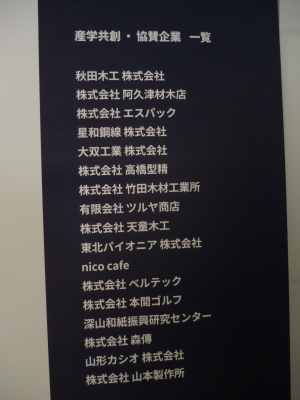 産学共創・協賛企業 一覧
秋田木工 株式会社
株式会社 阿久津材木店
株式会社 エスパック
星和鋼線 株式会社
大双工業 株式会社
株式会社 高橋型精
株式会社 竹田木材工業所
有限会社 ツルヤ商店
株式会社 天童木工
東北パイオニア 株式会社
nico cafe
株式会社 ベルテック
株式会社 本間ゴルフ
深山和紙振興研究センター
株式会社 森傳
山形カシオ 株式会社
株式会社 山本製作所